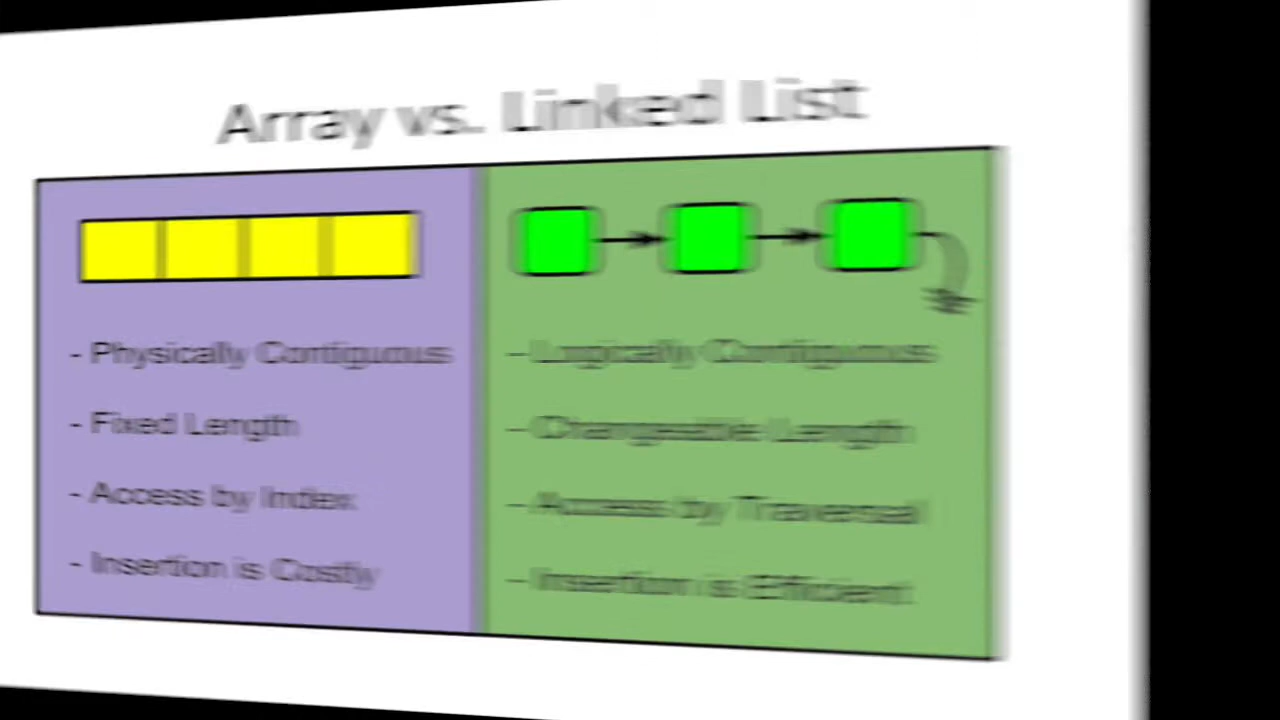 Array vs. Linked List
- Physically Contiguous
- Fixed Length
- Access by Index
- Insertion is Costly
- Logically Contiguous
- Changeable Length
- Access by Traversal
- Insertion is Efficient